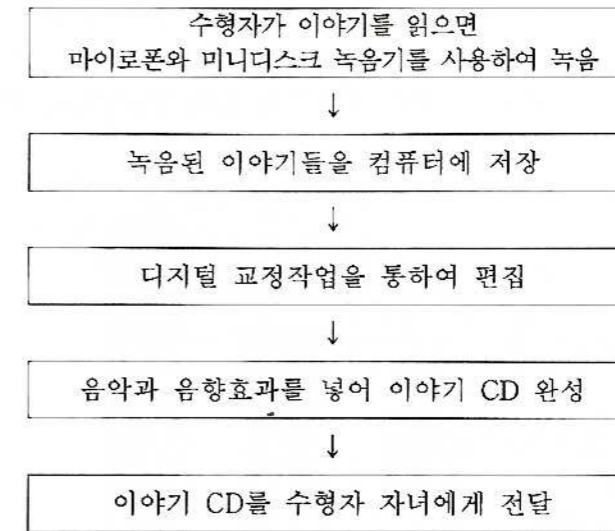 수형자가 이야기를 읽으면
마이로폰와 미니디스크 녹음기를 사용하여 녹음
↓
녹음된 이야기들을 컴퓨터에 저장
↓
디지털 교정작업을 통하여 편집
↓
음악과 음향효과를 넣어 이야기 CD 완성
↓
이야기 CD를 수형자 자녀에게 전달